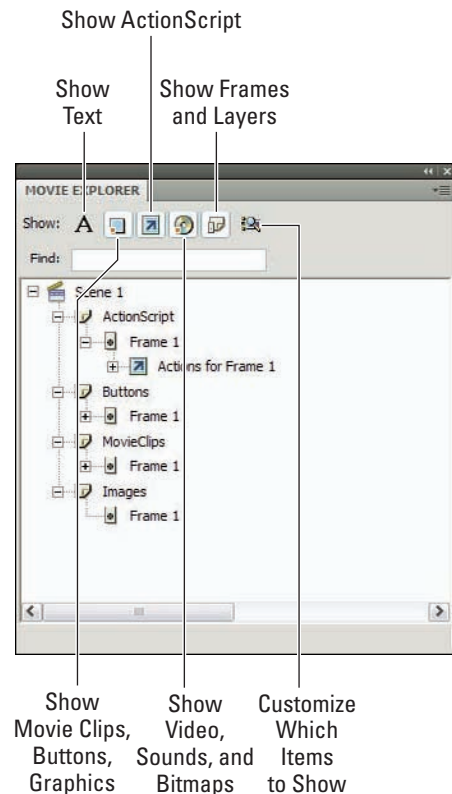 Show ActionScript
Show
Text
Show Frames
and Layers
MOVIE EXPLORER
Show: A
Find:
Scene 1
ActionScript
Frame 1
Actions for Frame 1
Buttons
Frame 1
MovieClips
Frame 1
Images
Frame 1
Show
Movie Clips,
Buttons,
Graphics
Show
Video,
Sounds, and
Bitmaps
Customize
Which
Items
to Show